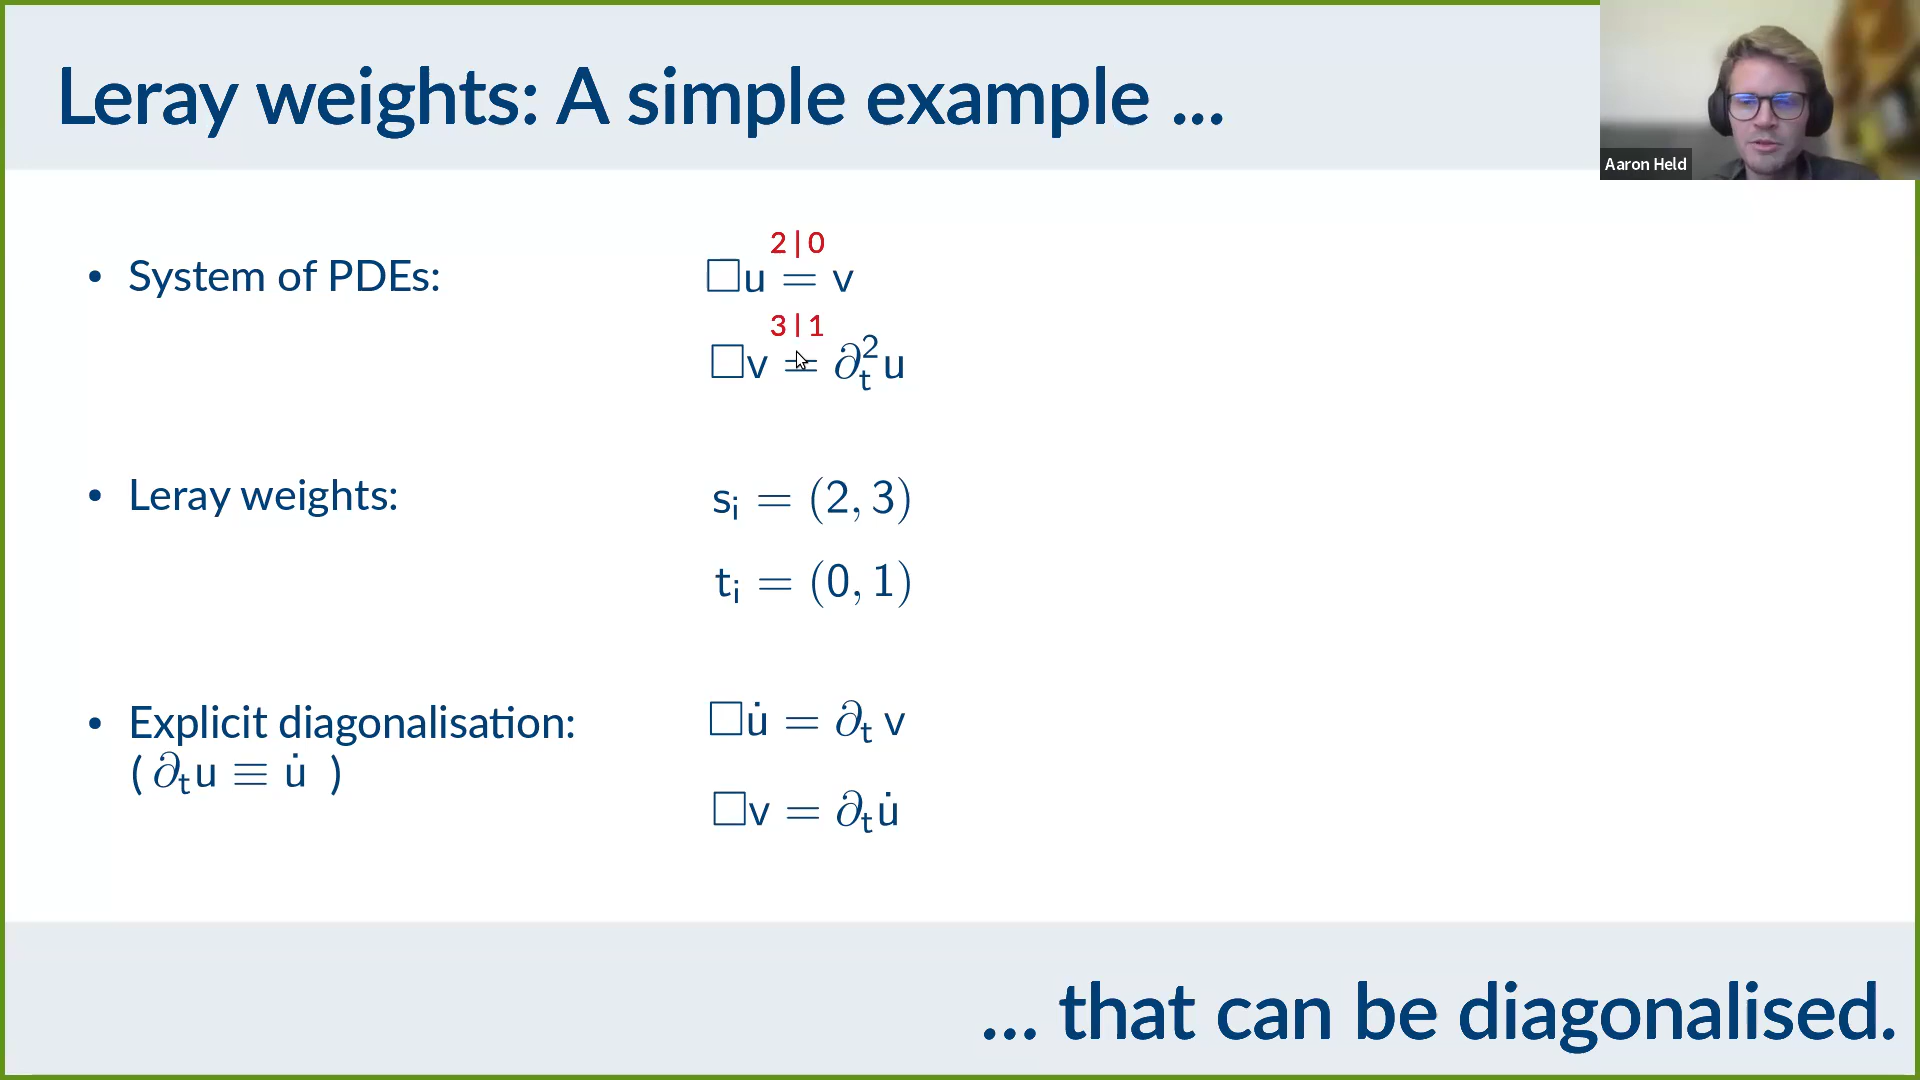 Leray weights: A simple example ...
Aaron Held
2 | 0
• System of PDEs: □u = v
3 | 1
□v = ∂ₜ²u
• Leray weights: sᵢ = (2, 3)
tᵢ = (0, 1)
• Explicit diagonalisation: □u̇ = ∂ₜ v
( ∂ₜu ≡ u̇ )
□v = ∂ₜu̇
... that can be diagonalised.